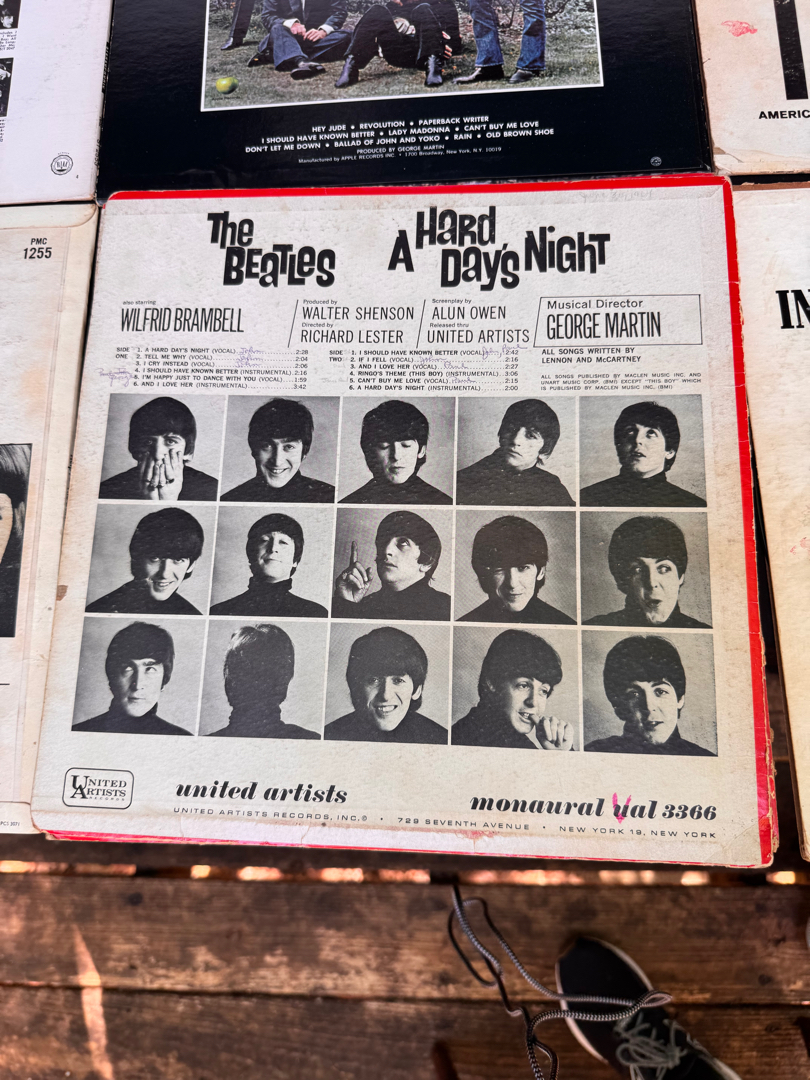 HEY JUDE • REVOLUTION • PAPERBACK WRITER
I SHOULD HAVE KNOWN BETTER • LADY MADONNA • CAN'T BUY ME LOVE
DON'T LET ME DOWN • BALLAD OF JOHN AND YOKO • RAIN • OLD BROWN SHOE
PRODUCED BY GEORGE MARTIN
Manufactured by APPLE RECORDS INC. • 1700 Broadway, New York, N.Y. 10019
AMERIC
PMC
1255
IN
THE BEATLES
A HARD DAY'S NIGHT
also starring
WILFRID BRAMBELL
Produced by
WALTER SHENSON
Directed by
RICHARD LESTER
Screenplay by
ALUN OWEN
Released thru
UNITED ARTISTS
Musical Director
GEORGE MARTIN
SIDE ONE
1. A HARD DAY'S NIGHT (VOCAL) John 2:28
2. TELL ME WHY (VOCAL) John 2:04
3. I CRY INSTEAD (VOCAL) John 2:06
4. I SHOULD HAVE KNOWN BETTER (INSTRUMENTAL) 2:16
5. I'M HAPPY JUST TO DANCE WITH YOU (VOCAL) 1:59
6. AND I LOVE HER (INSTRUMENTAL) 3:42
SIDE TWO
1. I SHOULD HAVE KNOWN BETTER (VOCAL) 2:42
2. IF I FELL (VOCAL) 2:16
3. AND I LOVE HER (VOCAL) Paul 2:27
4. RINGO'S THEME (THIS BOY) (INSTRUMENTAL) 3:06
5. CAN'T BUY ME LOVE (VOCAL) Paul 2:15
6. A HARD DAY'S NIGHT (INSTRUMENTAL) 2:00
ALL SONGS WRITTEN BY
LENNON AND McCARTNEY
ALL SONGS PUBLISHED BY MACLEN MUSIC INC. AND
UNART MUSIC CORP. (BMI) EXCEPT "THIS BOY" WHICH
IS PUBLISHED BY MACLEN MUSIC INC. (BMI)
UNITED
ARTISTS
RECORDS
united artists
monaural ual 3366
UNITED ARTISTS RECORDS, INC.® • 729 SEVENTH AVENUE • NEW YORK 19, NEW YORK